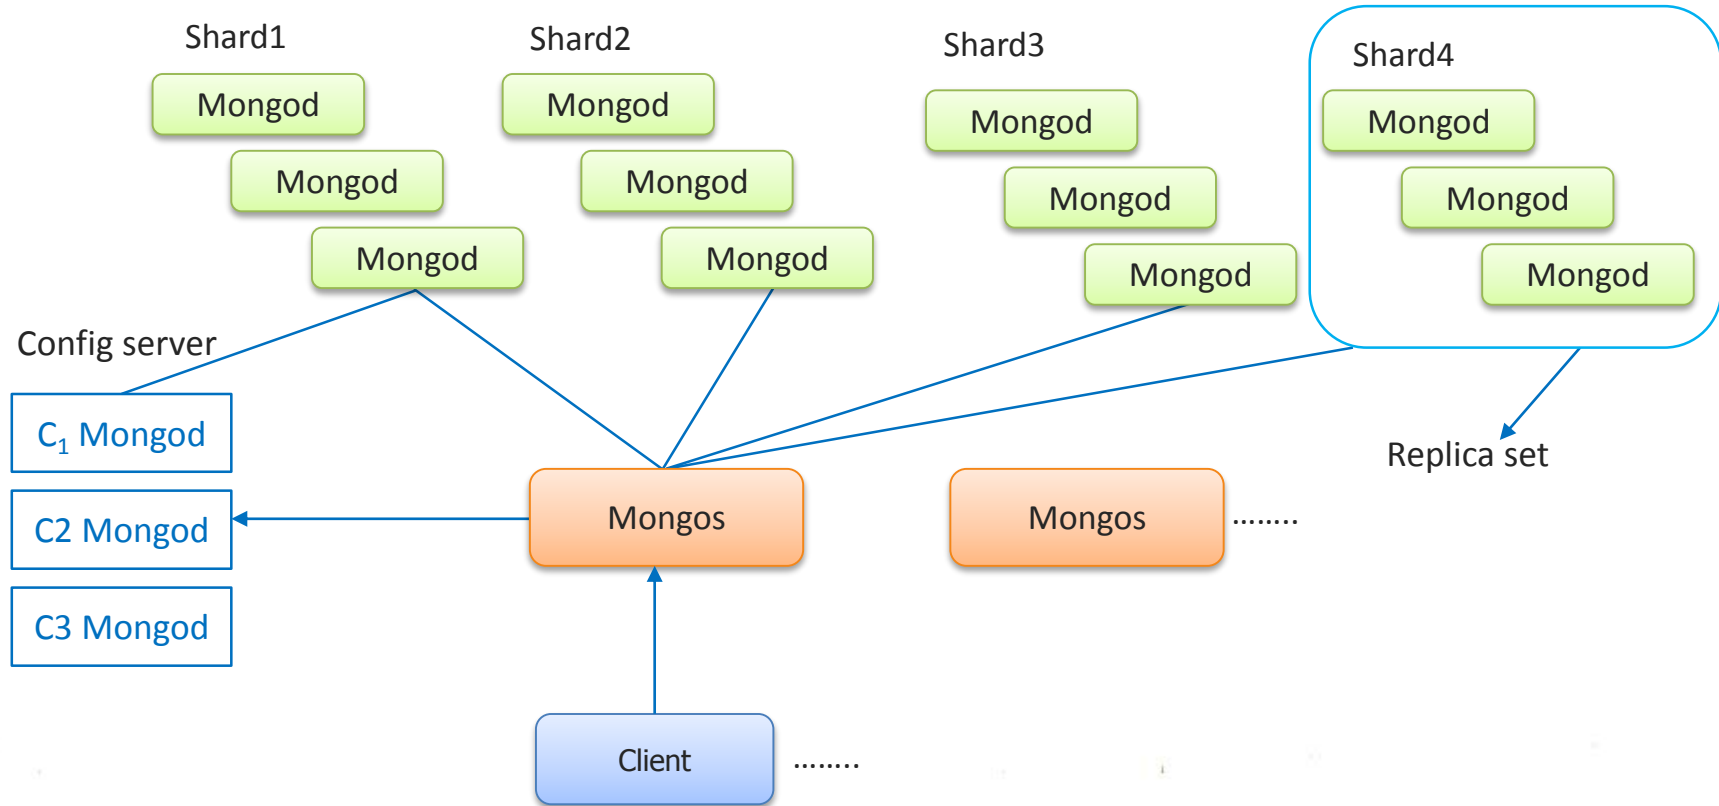 Shard1
Shard2
Shard3
Shard4
Mongod
Mongod
Mongod
Mongod
Mongod
Mongod
Mongod
Mongod
Mongod
Mongod
Mongod
Mongod
Config server
C₁ Mongod
C2 Mongod
C3 Mongod
Mongos
Mongos
........
Replica set
Client
........